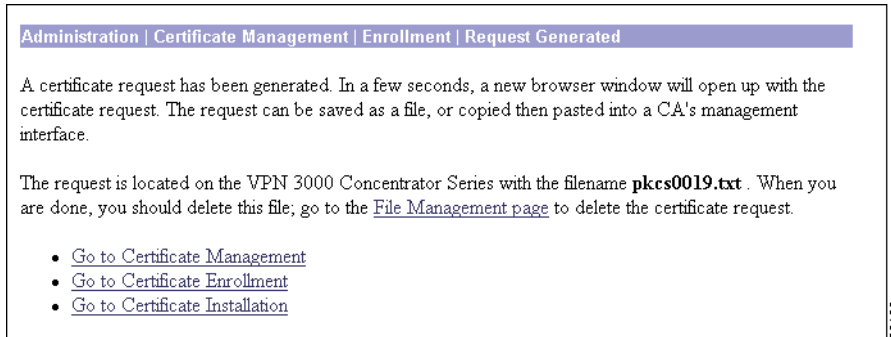 Administration | Certificate Management | Enrollment | Request Generated
A certificate request has been generated. In a few seconds, a new browser window will open up with the
certificate request. The request can be saved as a file, or copied then pasted into a CA's management
interface.
The request is located on the VPN 3000 Concentrator Series with the filename pkcs0019.txt . When you
are done, you should delete this file; go to the File Management page to delete the certificate request.
• Go to Certificate Management
• Go to Certificate Enrollment
• Go to Certificate Installation